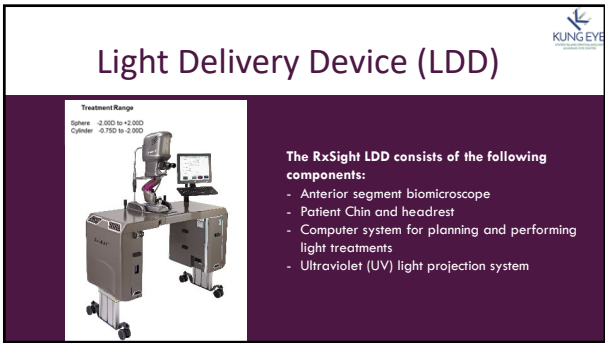 KUNG EYE
Light Delivery Device (LDD)
Treatment Range
Sphere -2.00D to +2.00D
Cylinder -0.75D to -2.00D
The RxSight LDD consists of the following
components:
- Anterior segment biomicroscope
- Patient Chin and headrest
- Computer system for planning and performing
light treatments
- Ultraviolet (UV) light projection system